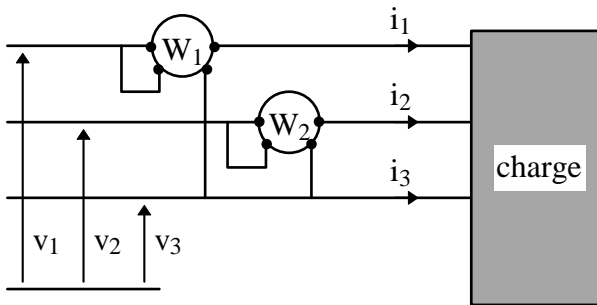 i₁
W₁
i₂
W₂
charge
i₃
v₁ v₂ v₃